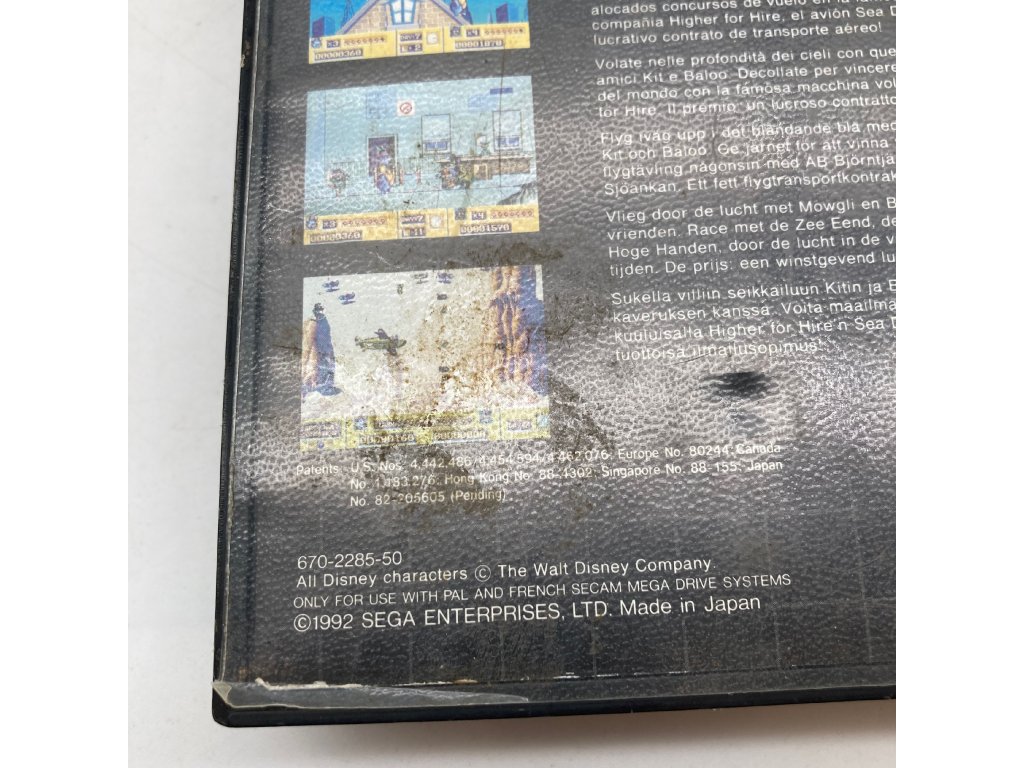 alocados concursos de vuelo en la
compañia Higher for Hire, el avión Sea D
lucrativo contrato de transporte aéreo!
Volate nelle profondità dei cieli con que
amici Kit e Baloo. Decollate per vincere
del mondo con la famosa macchina vol
for Hire. Il premio: un lucroso contratto
Flyg iväg upp i det bländande blå med
Kit och Baloo. Ge järnet för att vinna
flygtävling någonsin med AB Björntjä
Sjöankan. Ett fett flygtransportkontrak
Vlieg door de lucht met Mowgli en B
vrienden. Race met de Zee Eend, de
Hoge Handen, door de lucht in de v
tijden. De prijs: een winstgevend lu
Sukella villiin seikkailuun Kitin ja B
kaveruksen kanssa. Voita maailma
kuuluisalla Higher for Hire'n Sea D
tuottoisa ilmailusopimus!
Patents: U.S. Nos. 4,442,486/4,454,594/4,462,076; Europe No. 80244; Canada
No. 1,183,276; Hong Kong No. 88-4302; Singapore No. 88-155; Japan
No. 82-205605 (Pending)
670-2285-50
All Disney characters © The Walt Disney Company.
ONLY FOR USE WITH PAL AND FRENCH SECAM MEGA DRIVE SYSTEMS
©1992 SEGA ENTERPRISES, LTD. Made in Japan